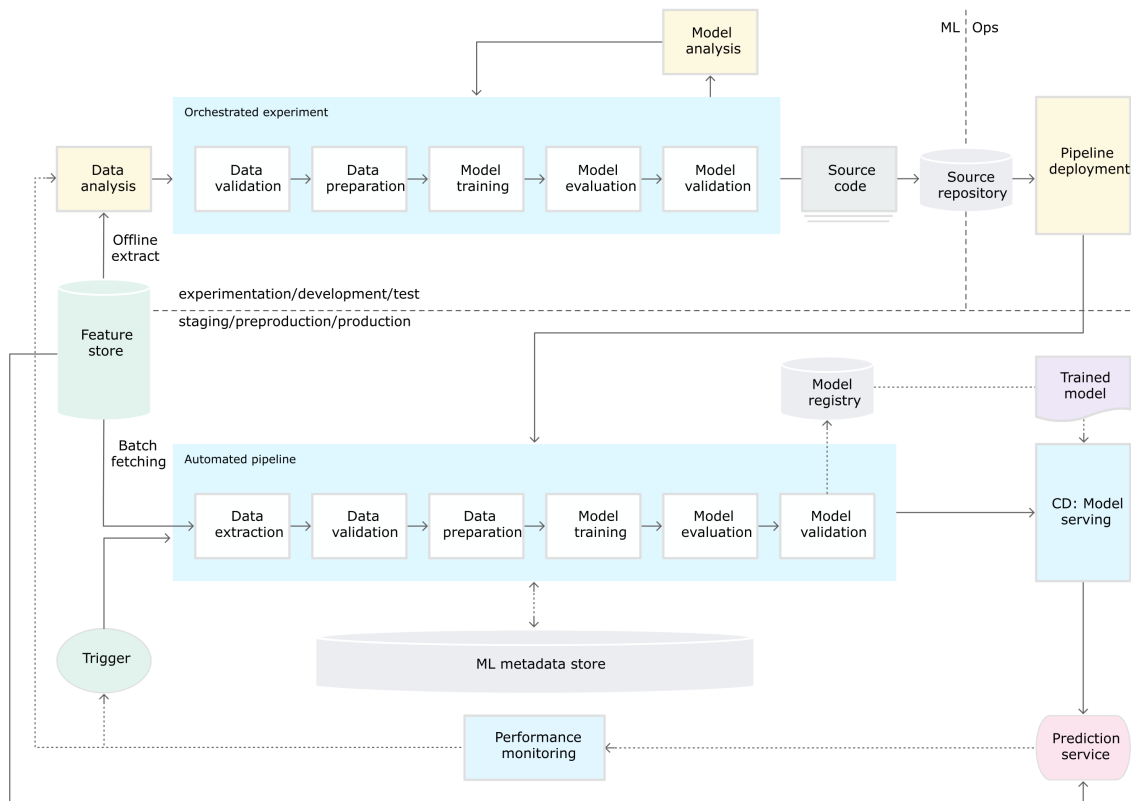 ML
Ops
Model
analysis
Orchestrated experiment
Data
analysis
Data
validation
Data
preparation
Model
training
Model
evaluation
Model
validation
Source
code
Source
repository
Pipeline
deployment
Offline
extract
experimentation/development/test
staging/preproduction/production
Feature
store
Model
registry
Trained
model
Batch
fetching
Automated pipeline
Data
extraction
Data
validation
Data
preparation
Model
training
Model
evaluation
Model
validation
CD: Model
serving
Trigger
ML metadata store
Performance
monitoring
Prediction
service